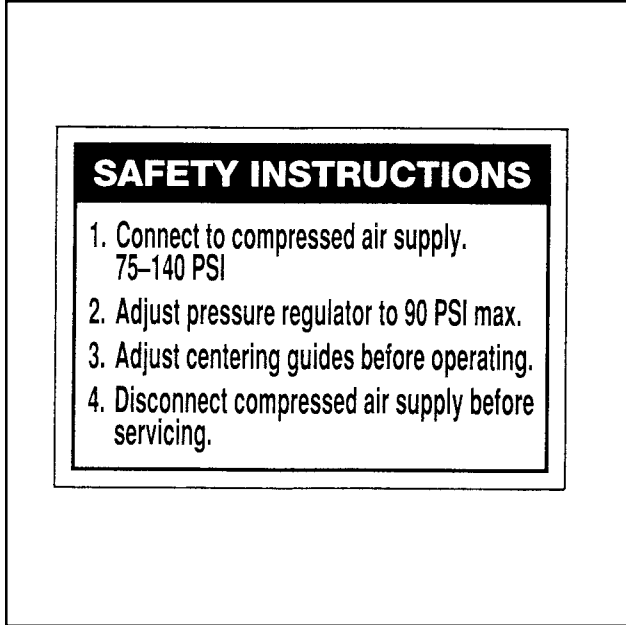 SAFETY INSTRUCTIONS
1. Connect to compressed air supply.
75–140 PSI
2. Adjust pressure regulator to 90 PSI max.
3. Adjust centering guides before operating.
4. Disconnect compressed air supply before
servicing.